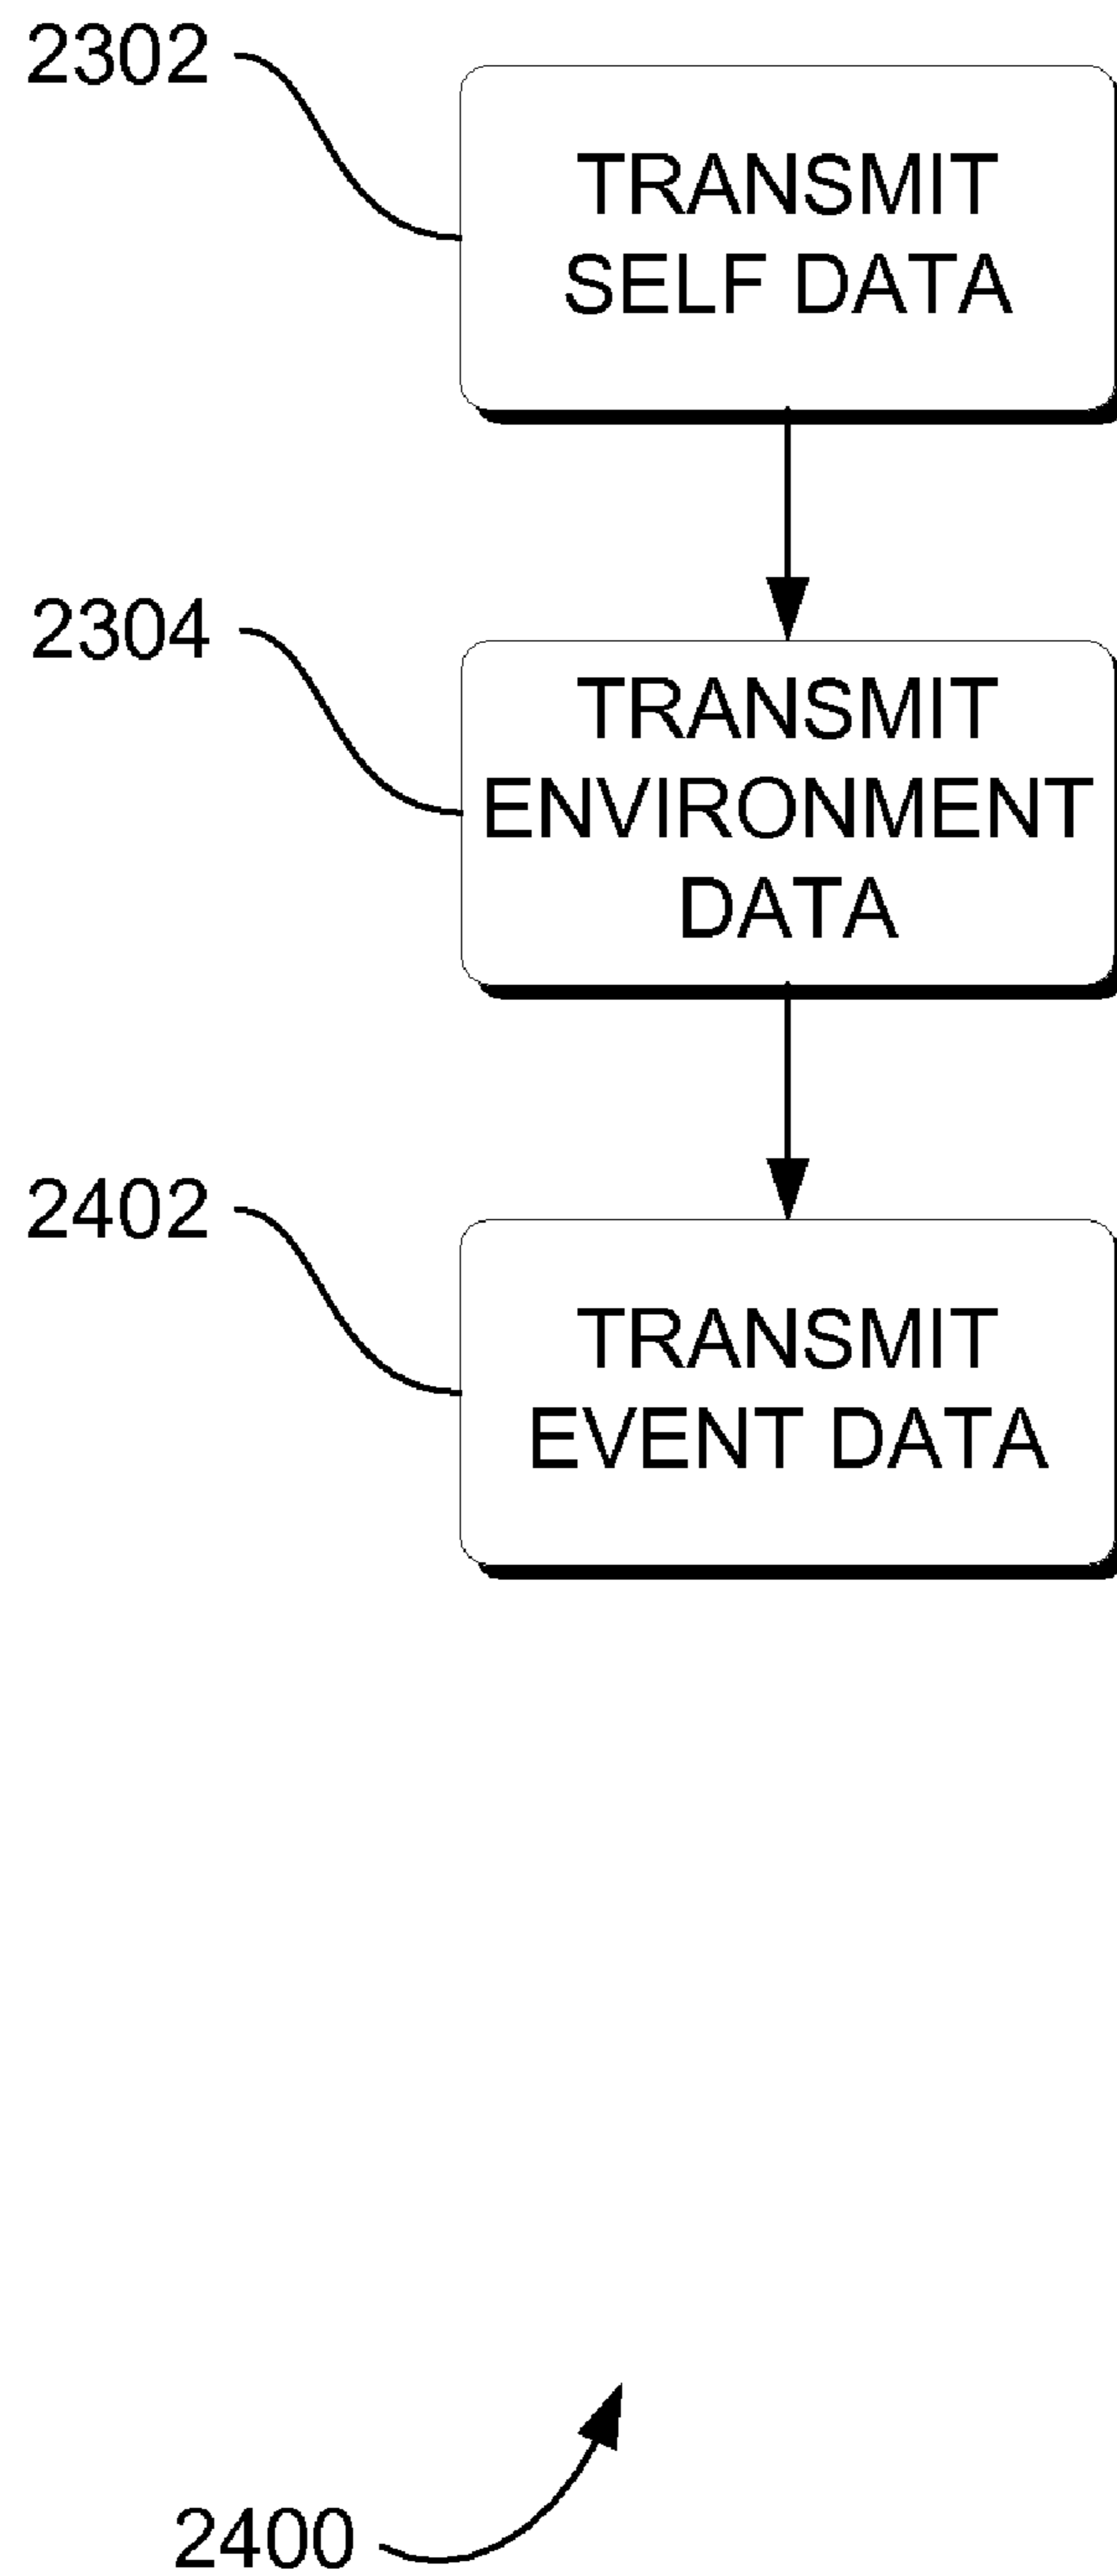 2302
TRANSMIT
SELF DATA
2304
TRANSMIT
ENVIRONMENT
DATA
2402
TRANSMIT
EVENT DATA
2400